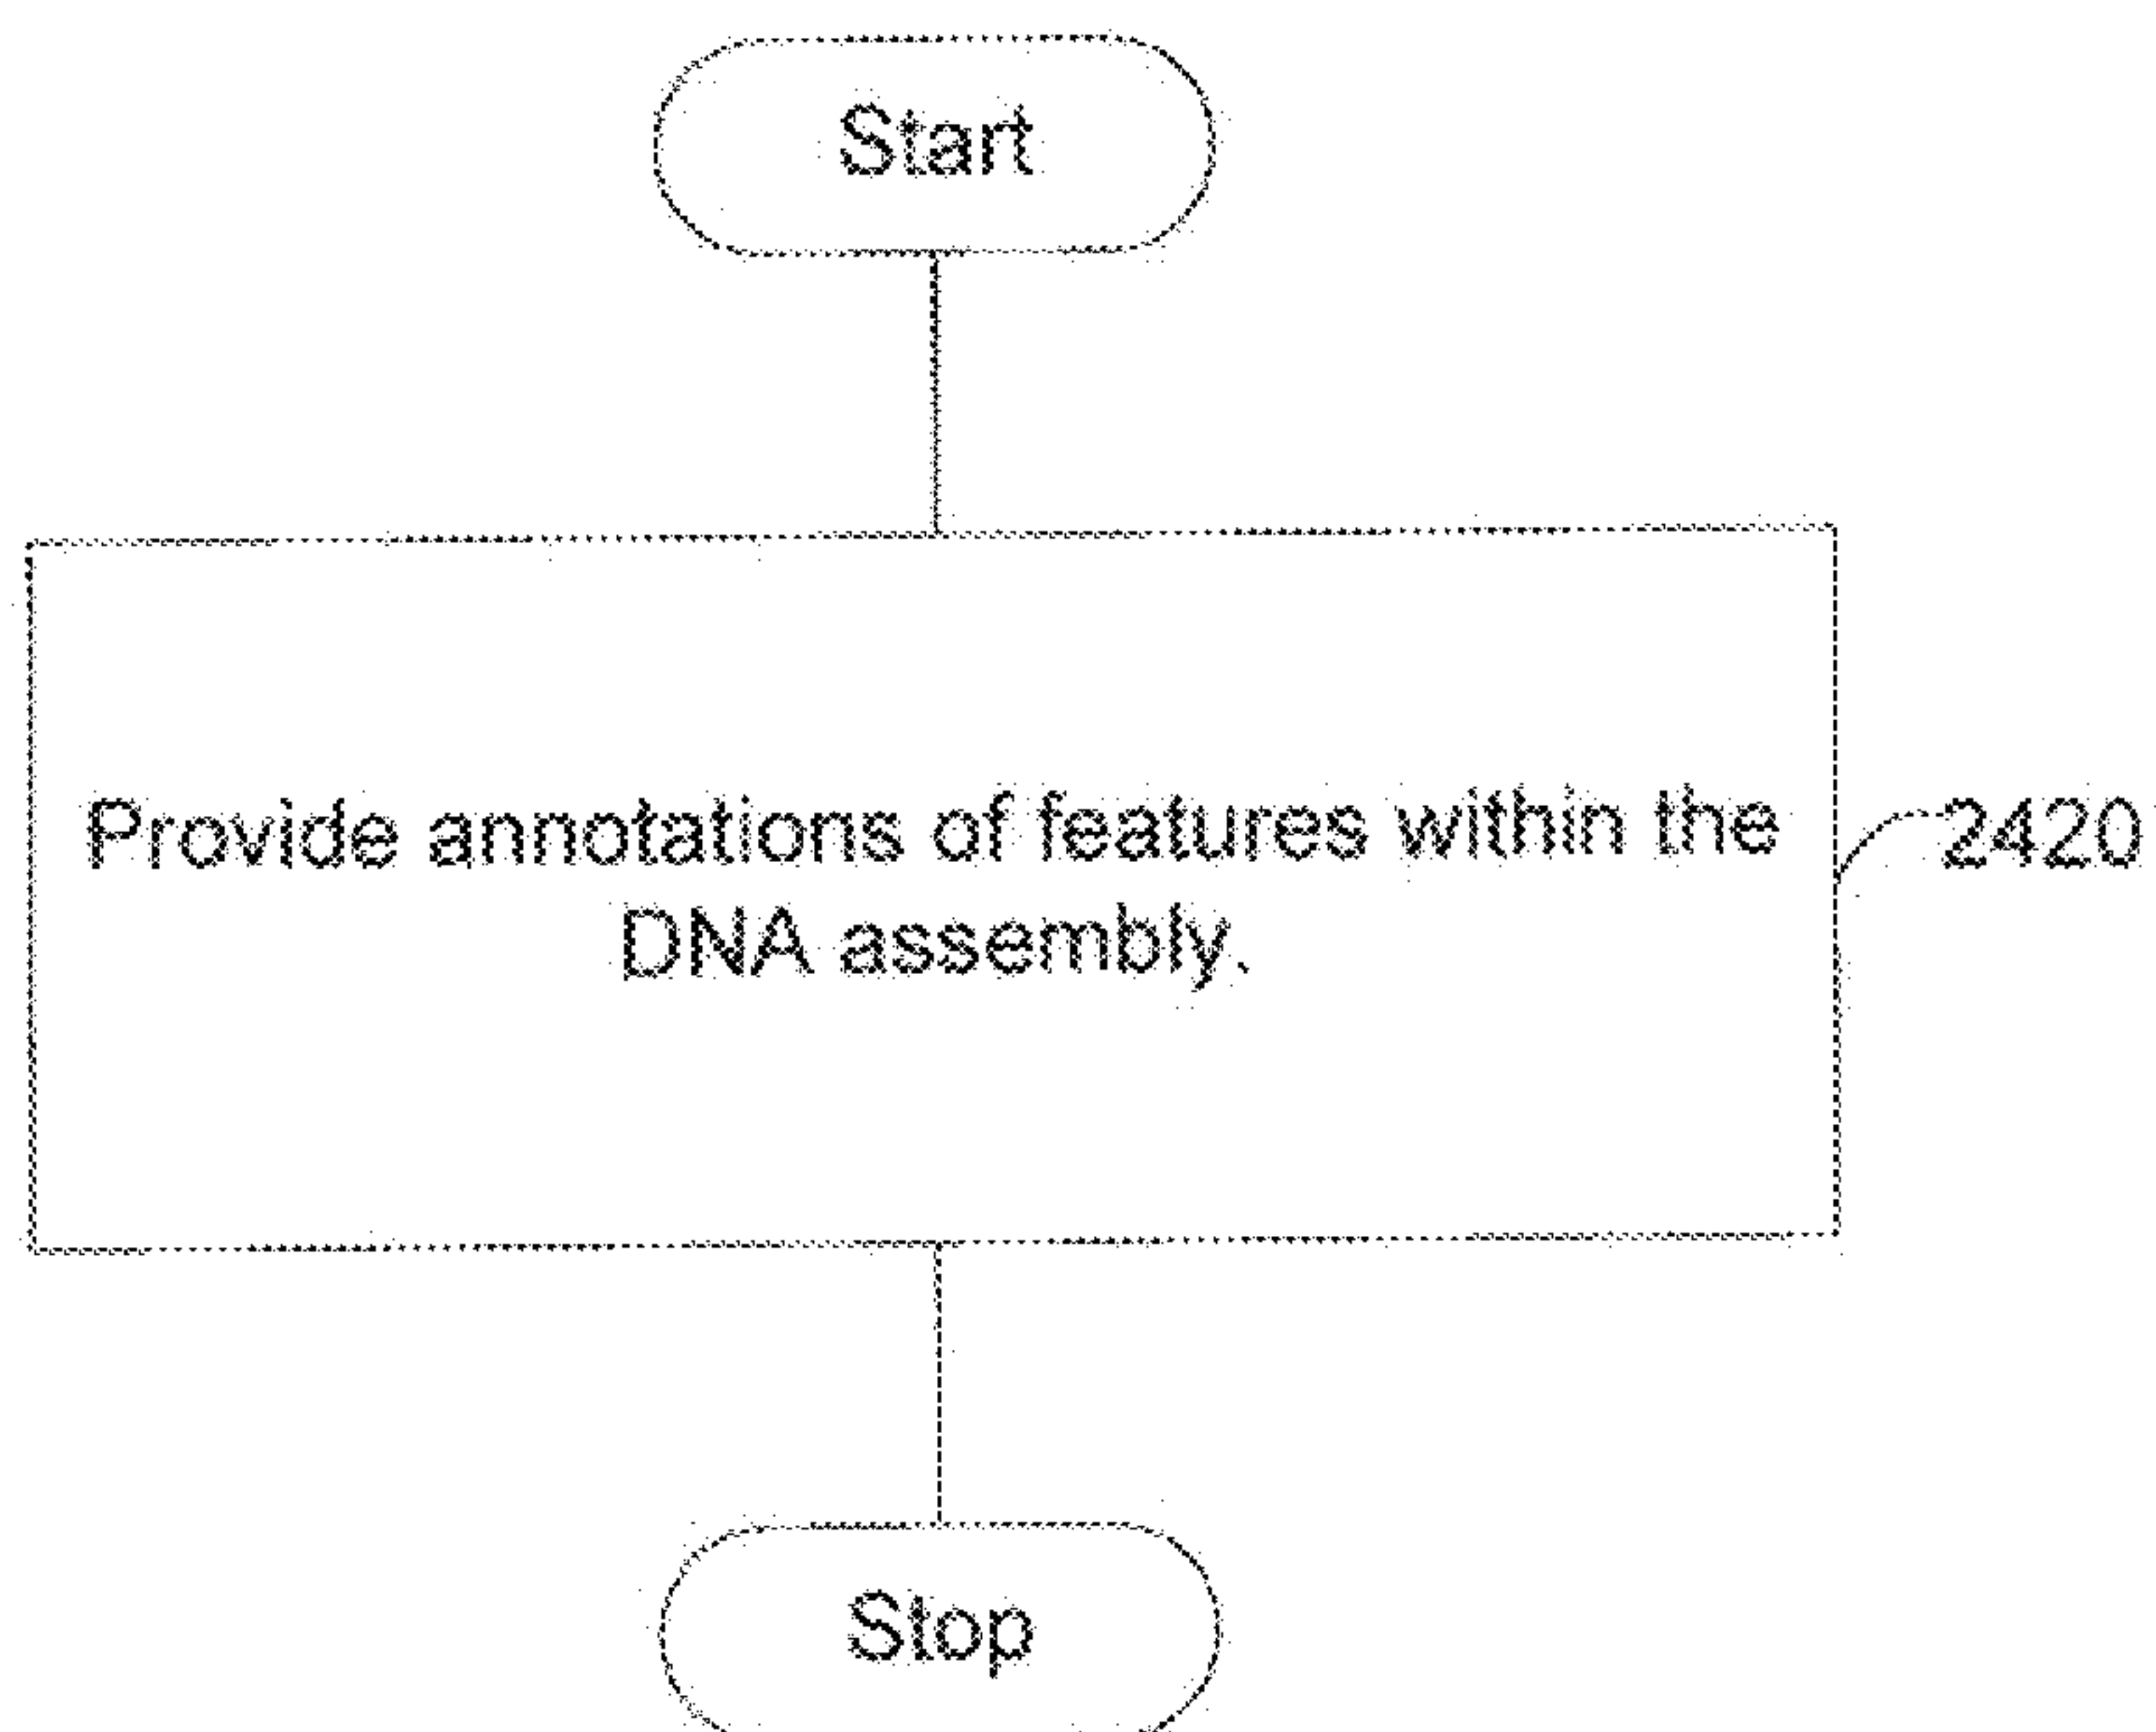 Start
Provide annotations of features within the
DNA assembly.
2420
Stop